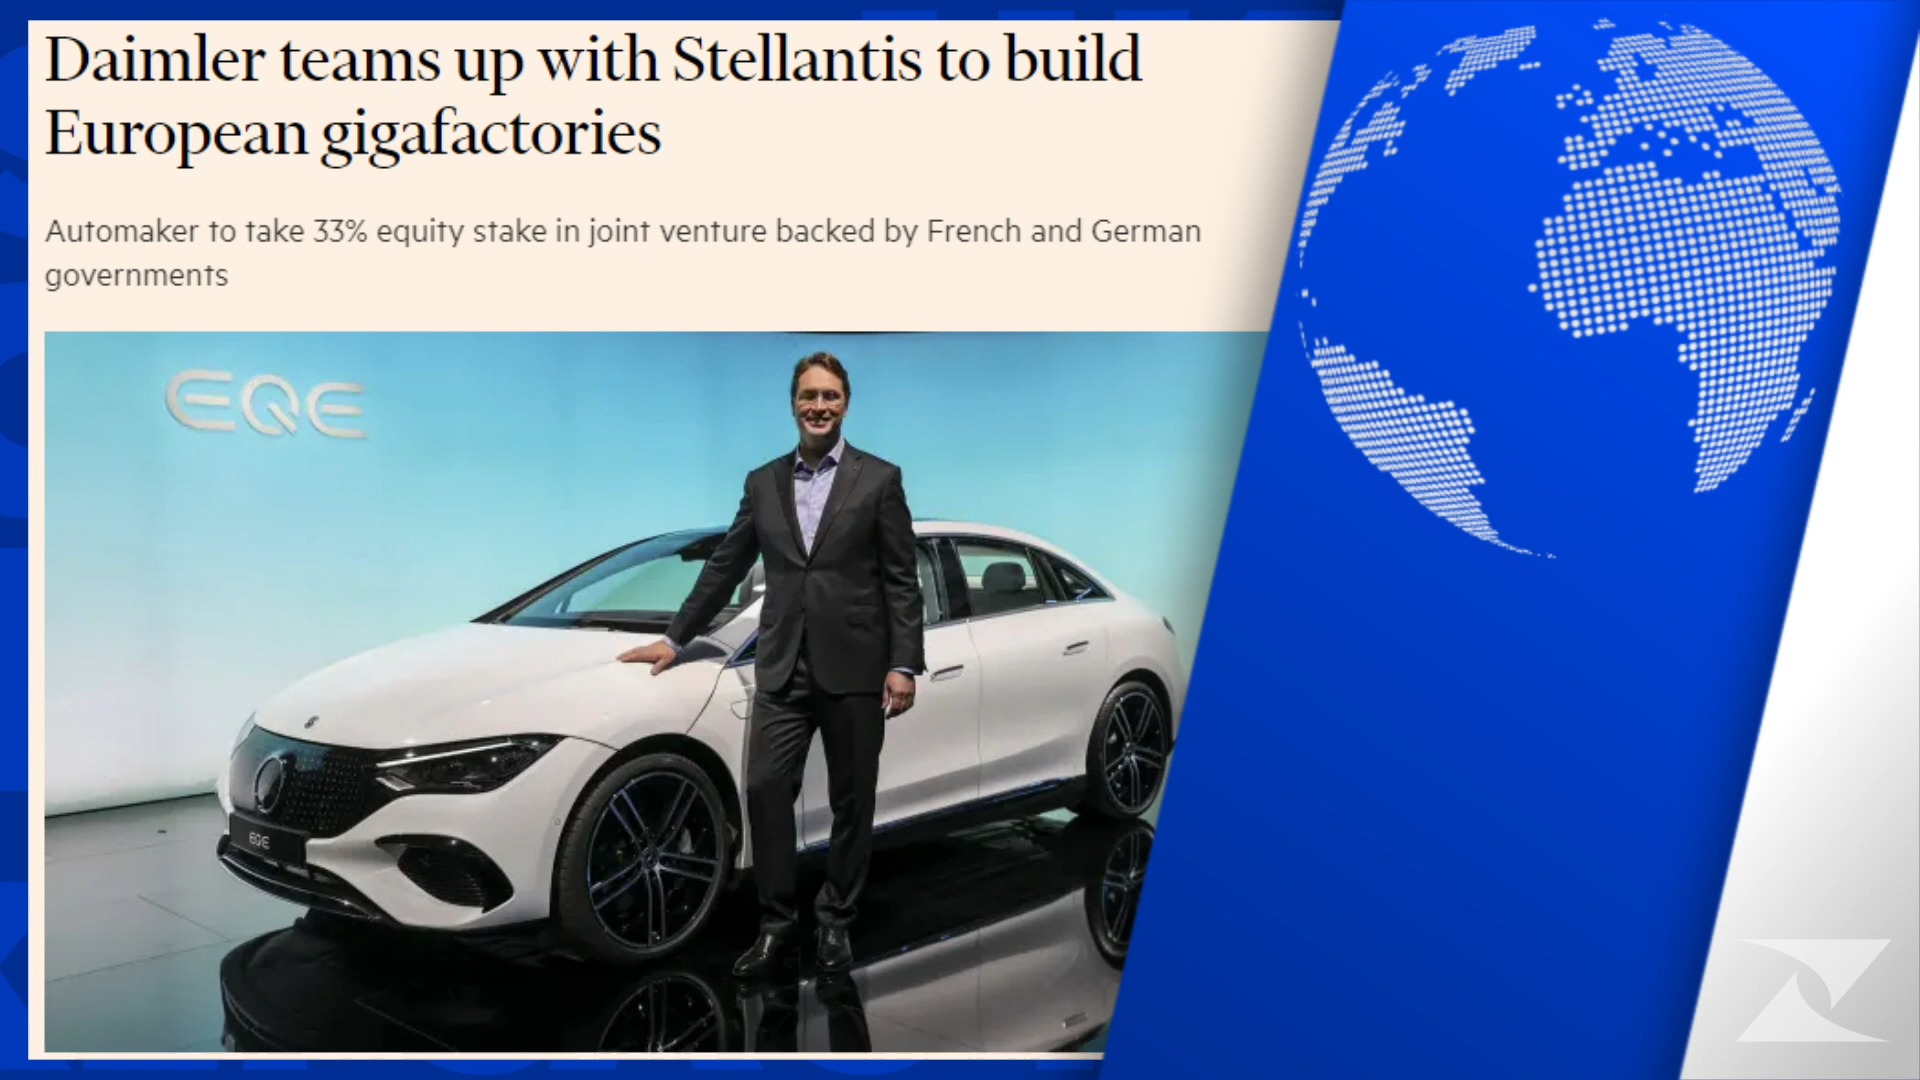 Daimler teams up with Stellantis to build
European gigafactories
Automaker to take 33% equity stake in joint venture backed by French and German
governments
EQE
EQE